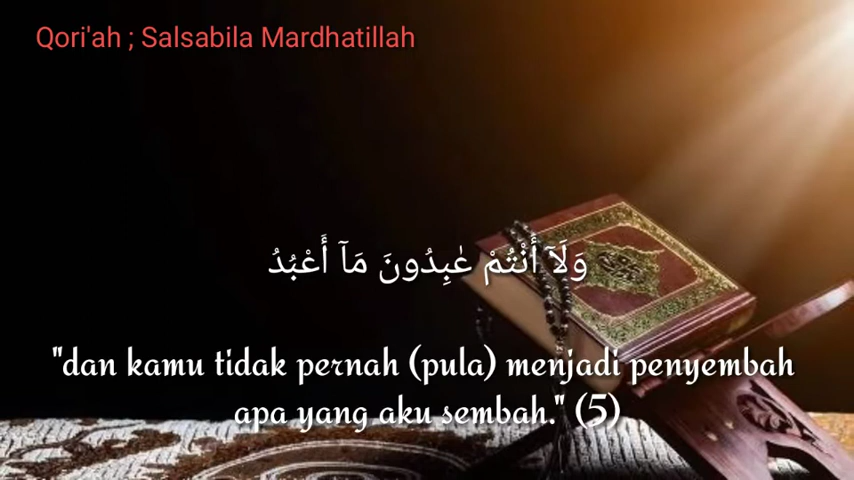 Qori'ah ; Salsabila Mardhatillah
وَلَآ أَنْتُمْ عٰبِدُونَ مَآ أَعْبُدُ
"dan kamu tidak pernah (pula) menjadi penyembah
apa yang aku sembah." (5)